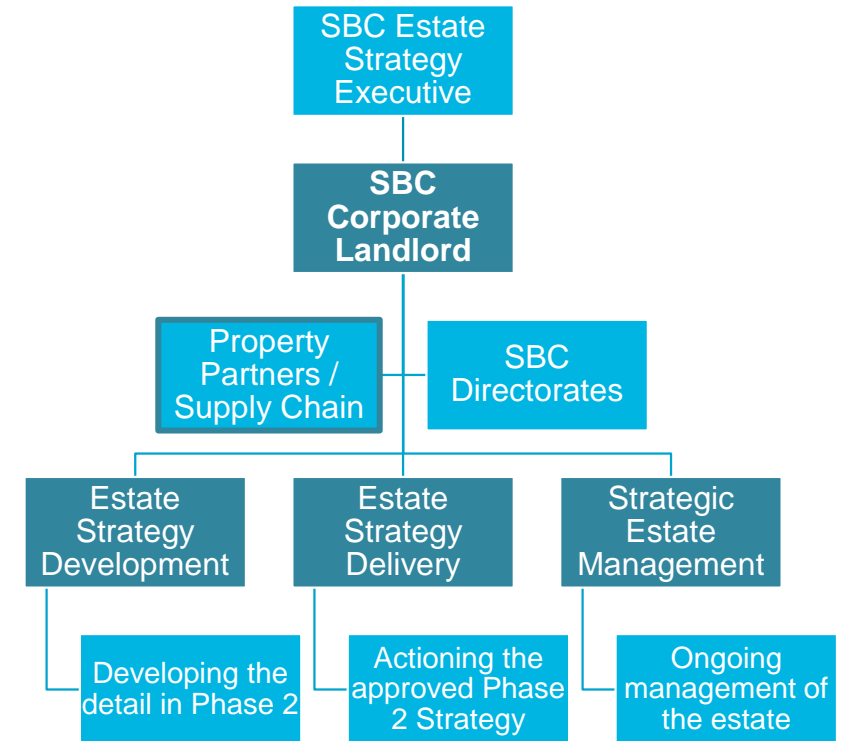 SBC Estate
Strategy
Executive
SBC
Corporate
Landlord
Property
Partners /
Supply Chain
SBC
Directorates
Estate
Strategy
Development
Estate
Strategy
Delivery
Strategic
Estate
Management
Developing the
detail in Phase 2
Actioning the
approved Phase
2 Strategy
Ongoing
management of
the estate